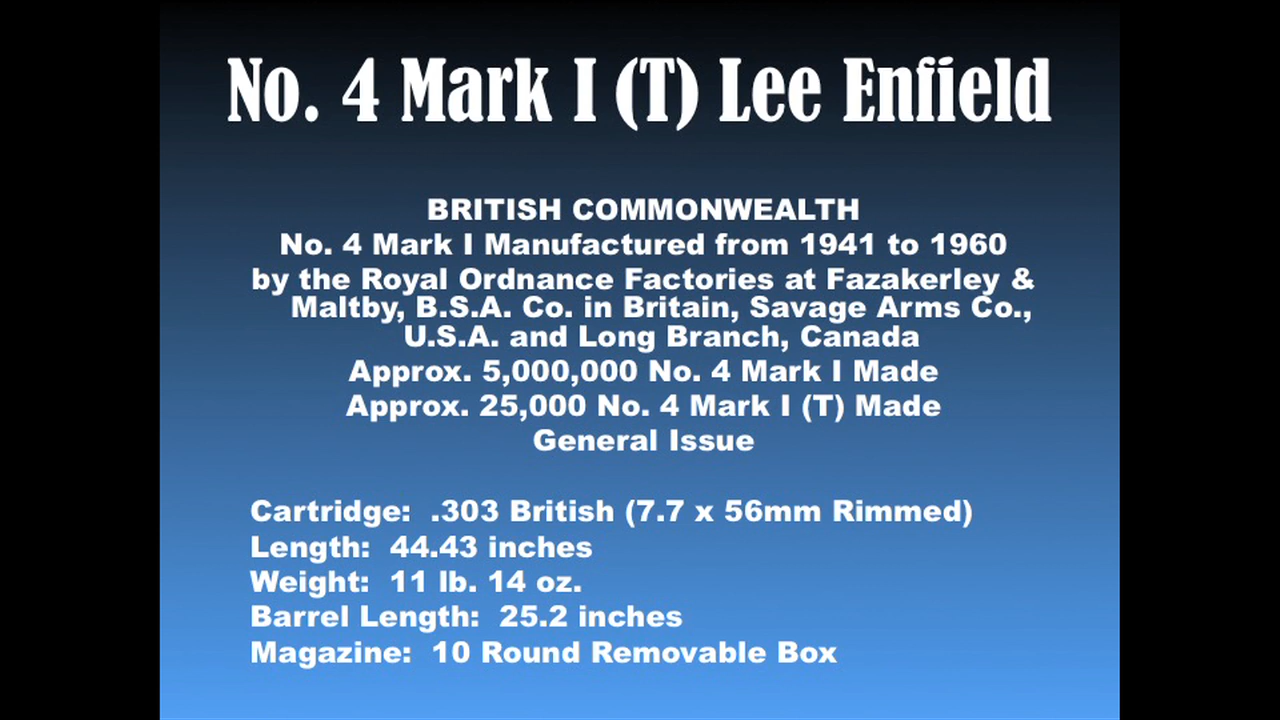 No. 4 Mark I (T) Lee Enfield
BRITISH COMMONWEALTH
No. 4 Mark I Manufactured from 1941 to 1960
by the Royal Ordnance Factories at Fazakerley &
Maltby, B.S.A. Co. in Britain, Savage Arms Co.,
U.S.A. and Long Branch, Canada
Approx. 5,000,000 No. 4 Mark I Made
Approx. 25,000 No. 4 Mark I (T) Made
General Issue
Cartridge: .303 British (7.7 x 56mm Rimmed)
Length: 44.43 inches
Weight: 11 lb. 14 oz.
Barrel Length: 25.2 inches
Magazine: 10 Round Removable Box